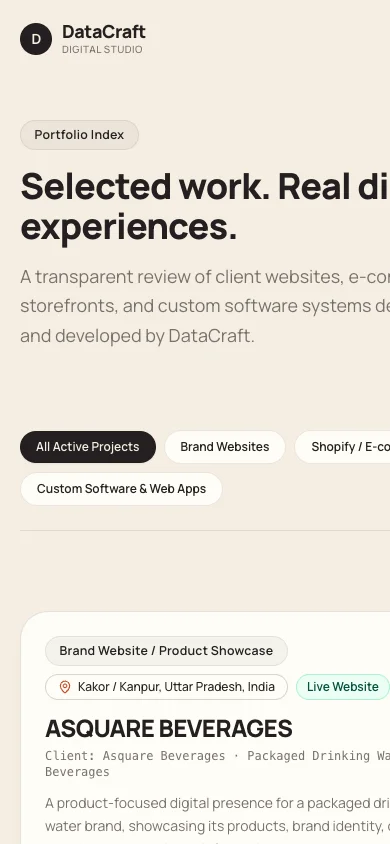 D
DataCraft
DIGITAL STUDIO
Portfolio Index
Selected work. Real di
experiences.
A transparent review of client websites, e-co
storefronts, and custom software systems de
and developed by DataCraft.
All Active Projects
Brand Websites
Shopify / E-co
Custom Software & Web Apps
Brand Website / Product Showcase
Kakor / Kanpur, Uttar Pradesh, India
Live Website
ASQUARE BEVERAGES
Client: Asquare Beverages · Packaged Drinking Wa
Beverages
A product-focused digital presence for a packaged dri
water brand, showcasing its products, brand identity,